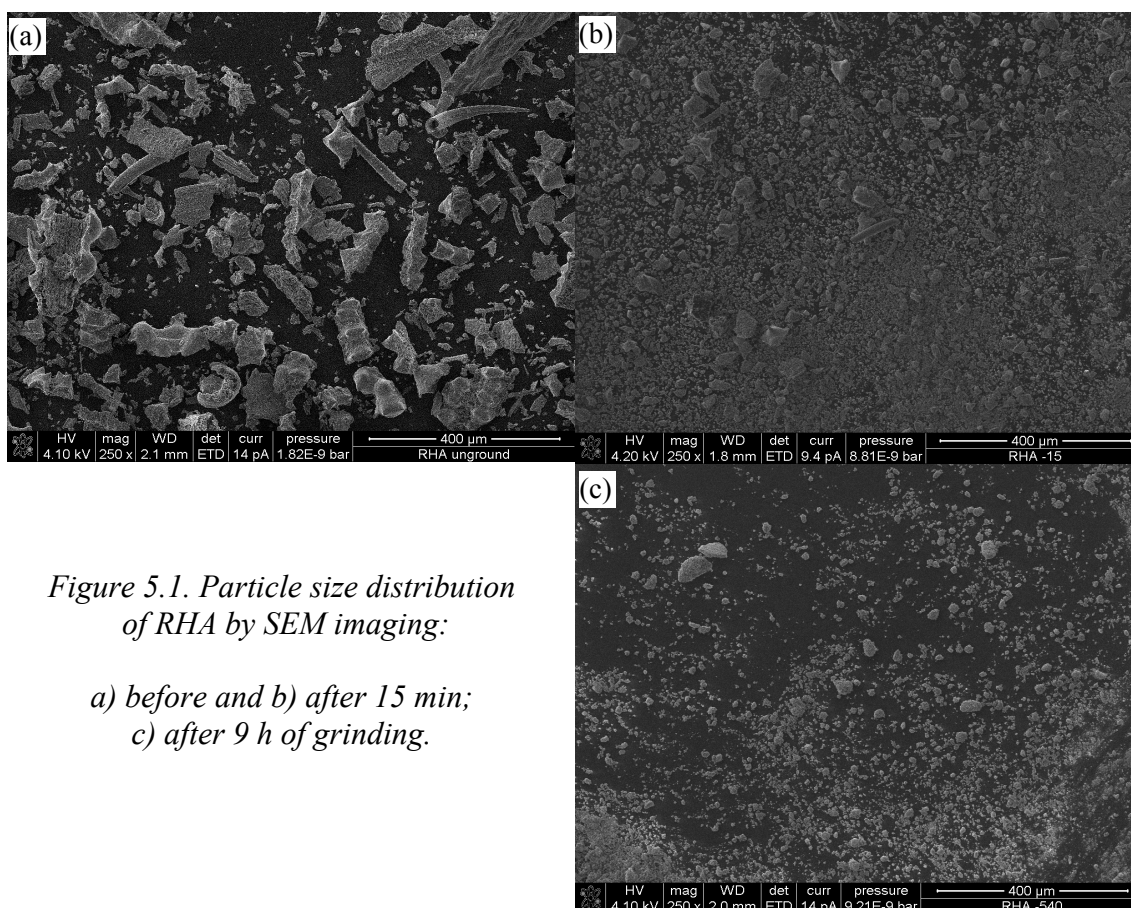 (a)
HV mag WD det curr pressure 400 µm
4.10 kV 250 x 2.1 mm ETD 14 pA 1.82E-9 bar RHA unground
(b)
HV mag WD det curr pressure 400 µm
4.20 kV 250 x 1.8 mm ETD 9.4 pA 8.81E-9 bar RHA -15
Figure 5.1. Particle size distribution
of RHA by SEM imaging:
a) before and b) after 15 min;
c) after 9 h of grinding.
(c)
HV mag WD det curr pressure 400 µm
4.10 kV 250 x 2.0 mm ETD 14 pA 9.21E-9 bar RHA -540